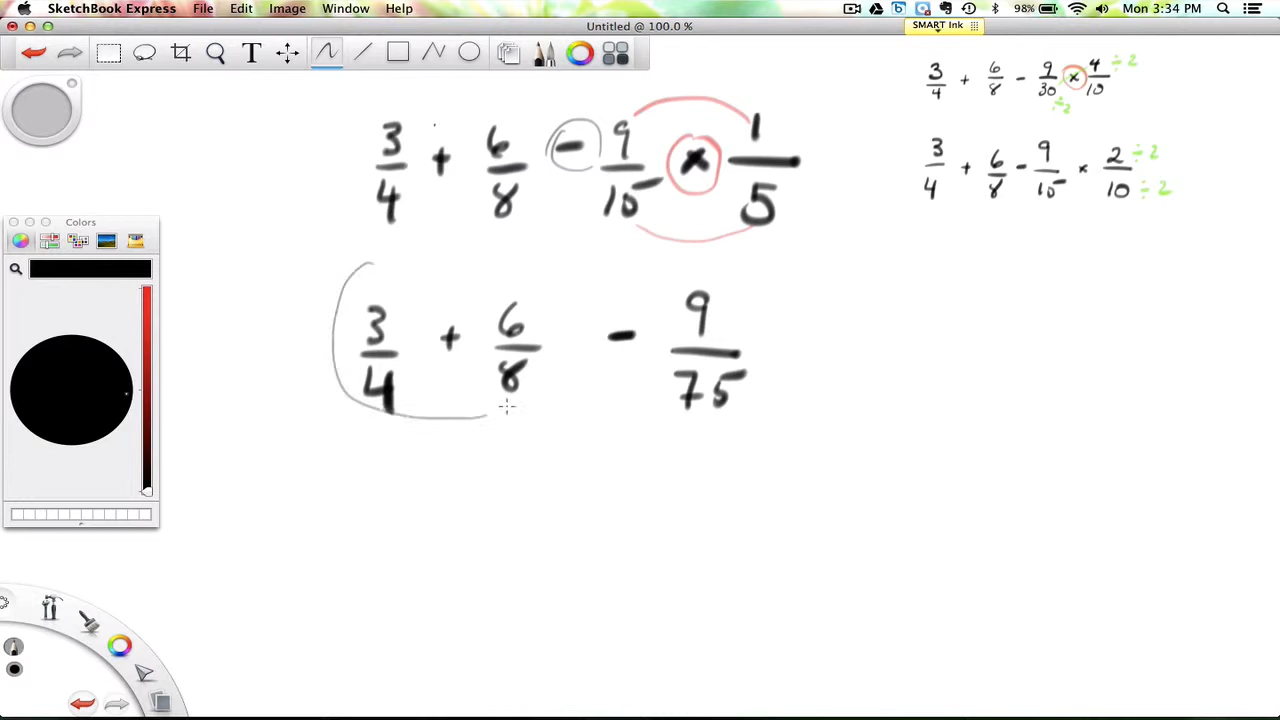 SketchBook Express File Edit Image Window Help 98% Mon 3:34 PM
Untitled @ 100.0 %
SMART Ink
T
3/4 + 6/8 - 9/30 × 4/10 ÷2
÷2
3/4 + 6/8 - 9/15 × 2/10 ÷2
÷2
3/4 + 6/8 - 9/15 × 1/5
Colors
3/4 + 6/8 - 9/75